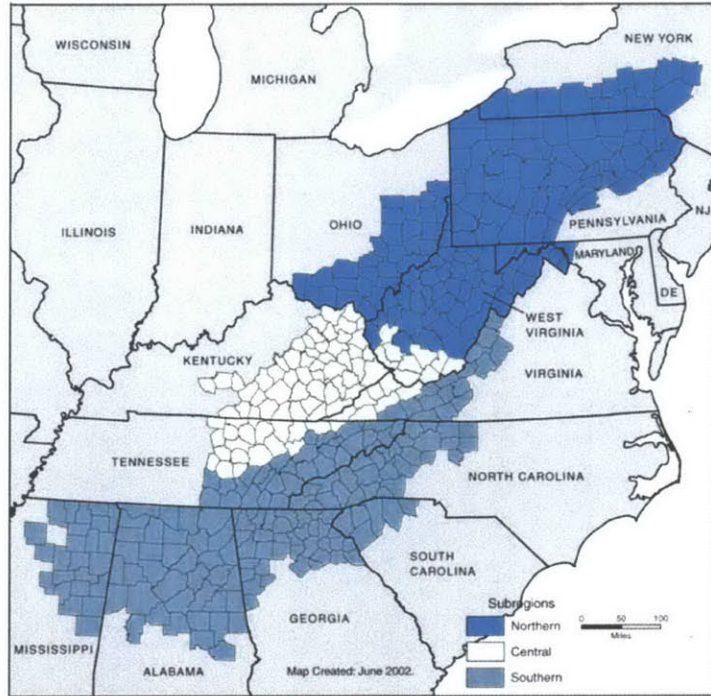 WISCONSIN
NEW YORK
MICHIGAN
ILLINOIS
INDIANA
OHIO
PENNSYLVANIA
NJ
MARYLAND
DE
WEST
VIRGINIA
KENTUCKY
VIRGINIA
TENNESSEE
NORTH CAROLINA
SOUTH
CAROLINA
GEORGIA
MISSISSIPPI
ALABAMA
Map Created: June 2002.
Subregions
Northern
Central
Southern
0 50 100
Miles